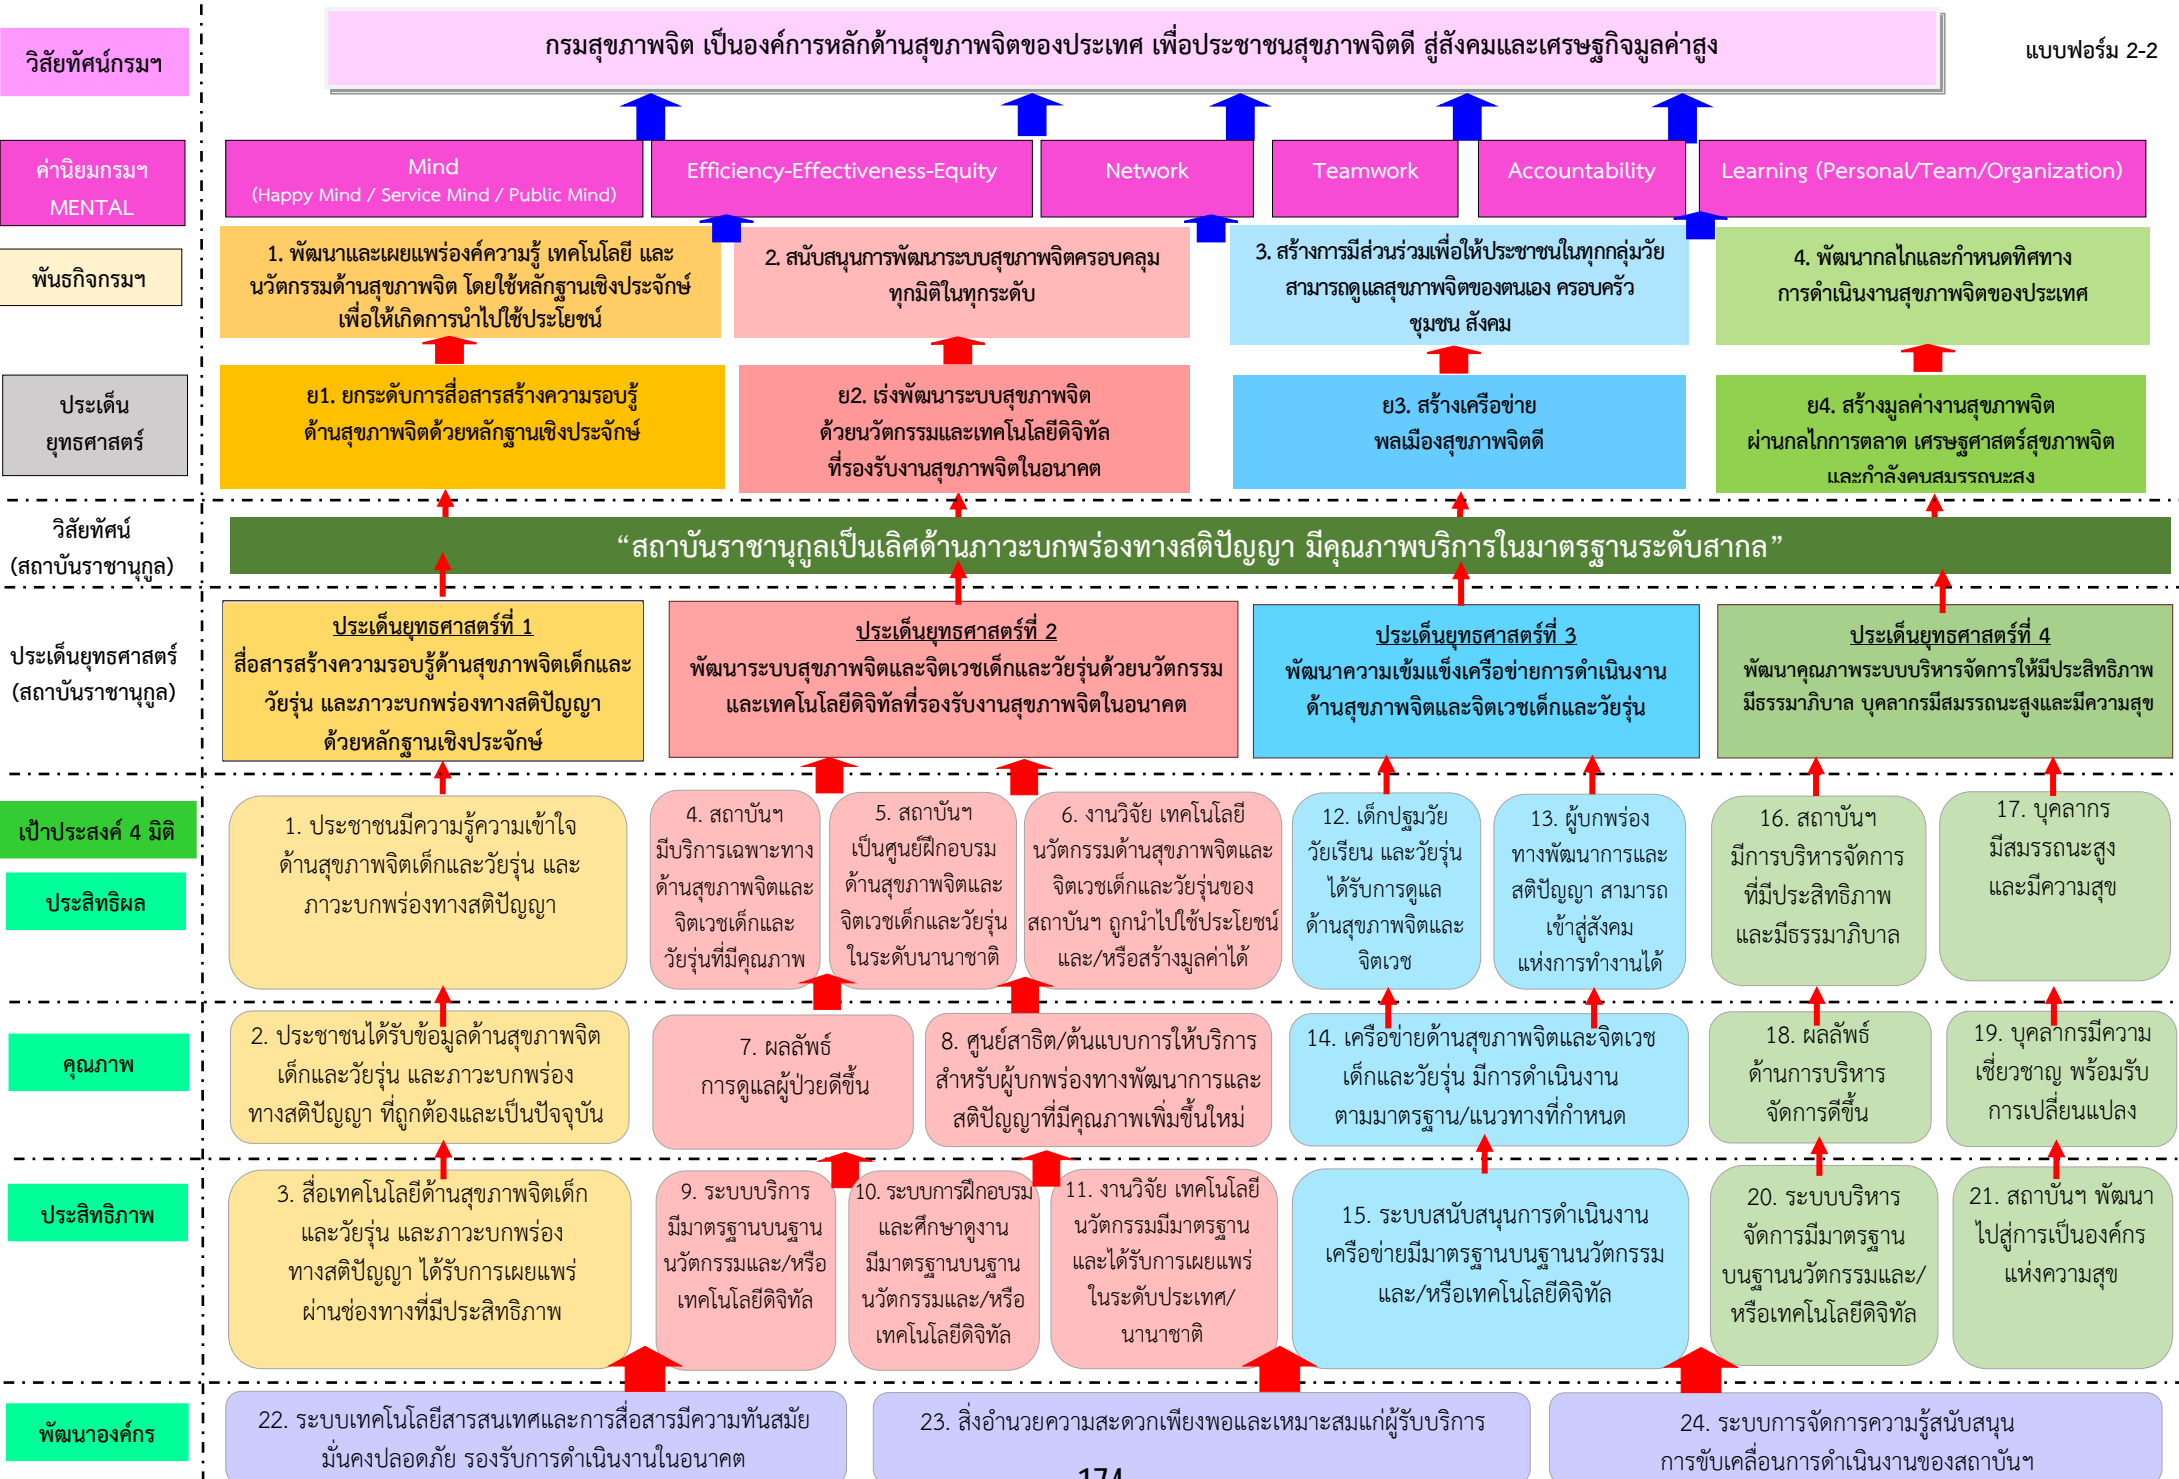 วิสัยทัศน์กรมฯ
กรมสุขภาพจิต เป็นองค์การหลักด้านสุขภาพจิตของประเทศ เพื่อประชาชนสุขภาพจิตดี สู่สังคมและเศรษฐกิจมูลค่าสูง
แบบฟอร์ม 2-2
ค่านิยมกรมฯ
MENTAL
Mind
(Happy Mind / Service Mind / Public Mind)
Efficiency-Effectiveness-Equity
Network
Teamwork
Accountability
Learning (Personal/Team/Organization)
พันธกิจกรมฯ
1. พัฒนาและเผยแพร่องค์ความรู้ เทคโนโลยี และ
นวัตกรรมด้านสุขภาพจิต โดยใช้หลักฐานเชิงประจักษ์
เพื่อให้เกิดการนำไปใช้ประโยชน์
2. สนับสนุนการพัฒนาระบบสุขภาพจิตครอบคลุม
ทุกมิติในทุกระดับ
3. สร้างการมีส่วนร่วมเพื่อให้ประชาชนในทุกกลุ่มวัย
สามารถดูแลสุขภาพจิตของตนเอง ครอบครัว
ชุมชน สังคม
4. พัฒนากลไกและกำหนดทิศทาง
การดำเนินงานสุขภาพจิตของประเทศ
ประเด็น
ยุทธศาสตร์
ย1. ยกระดับการสื่อสารสร้างความรอบรู้
ด้านสุขภาพจิตด้วยหลักฐานเชิงประจักษ์
ย2. เร่งพัฒนาระบบสุขภาพจิต
ด้วยนวัตกรรมและเทคโนโลยีดิจิทัล
ที่รองรับงานสุขภาพจิตในอนาคต
ย3. สร้างเครือข่าย
พลเมืองสุขภาพจิตดี
ย4. สร้างมูลค่างานสุขภาพจิต
ผ่านกลไกการตลาด เศรษฐศาสตร์สุขภาพจิต
และกำลังคนสมรรถนะสูง
วิสัยทัศน์
(สถาบันราชานุกูล)
“สถาบันราชานุกูลเป็นเลิศด้านภาวะบกพร่องทางสติปัญญา มีคุณภาพบริการในมาตรฐานระดับสากล”
ประเด็นยุทธศาสตร์
(สถาบันราชานุกูล)
ประเด็นยุทธศาสตร์ที่ 1
สื่อสารสร้างความรอบรู้ด้านสุขภาพจิตเด็กและ
วัยรุ่น และภาวะบกพร่องทางสติปัญญา
ด้วยหลักฐานเชิงประจักษ์
ประเด็นยุทธศาสตร์ที่ 2
พัฒนาระบบสุขภาพจิตและจิตเวชเด็กและวัยรุ่นด้วยนวัตกรรม
และเทคโนโลยีดิจิทัลที่รองรับงานสุขภาพจิตในอนาคต
ประเด็นยุทธศาสตร์ที่ 3
พัฒนาความเข้มแข็งเครือข่ายการดำเนินงาน
ด้านสุขภาพจิตและจิตเวชเด็กและวัยรุ่น
ประเด็นยุทธศาสตร์ที่ 4
พัฒนาคุณภาพระบบบริหารจัดการให้มีประสิทธิภาพ
มีธรรมาภิบาล บุคลากรมีสมรรถนะสูงและมีความสุข
เป้าประสงค์ 4 มิติ
ประสิทธิผล
1. ประชาชนมีความรู้ความเข้าใจ
ด้านสุขภาพจิตเด็กและวัยรุ่น และ
ภาวะบกพร่องทางสติปัญญา
4. สถาบันฯ
มีบริการเฉพาะทาง
ด้านสุขภาพจิตและ
จิตเวชเด็กและ
วัยรุ่นที่มีคุณภาพ
5. สถาบันฯ
เป็นศูนย์ฝึกอบรม
ด้านสุขภาพจิตและ
จิตเวชเด็กและวัยรุ่น
ในระดับนานาชาติ
6. งานวิจัย เทคโนโลยี
นวัตกรรมด้านสุขภาพจิตและ
จิตเวชเด็กและวัยรุ่นของ
สถาบันฯ ถูกนำไปใช้ประโยชน์
และ/หรือสร้างมูลค่าได้
12. เด็กปฐมวัย
วัยเรียน และวัยรุ่น
ได้รับการดูแล
ด้านสุขภาพจิตและ
จิตเวช
13. ผู้บกพร่อง
ทางพัฒนาการและ
สติปัญญา สามารถ
เข้าสู่สังคม
แห่งการทำงานได้
16. สถาบันฯ
มีการบริหารจัดการ
ที่มีประสิทธิภาพ
และมีธรรมาภิบาล
17. บุคลากร
มีสมรรถนะสูง
และมีความสุข
คุณภาพ
2. ประชาชนได้รับข้อมูลด้านสุขภาพจิต
เด็กและวัยรุ่น และภาวะบกพร่อง
ทางสติปัญญา ที่ถูกต้องและเป็นปัจจุบัน
7. ผลลัพธ์
การดูแลผู้ป่วยดีขึ้น
8. ศูนย์สาธิต/ต้นแบบการให้บริการ
สำหรับผู้บกพร่องทางพัฒนาการและ
สติปัญญาที่มีคุณภาพเพิ่มขึ้นใหม่
14. เครือข่ายด้านสุขภาพจิตและจิตเวช
เด็กและวัยรุ่น มีการดำเนินงาน
ตามมาตรฐาน/แนวทางที่กำหนด
18. ผลลัพธ์
ด้านการบริหาร
จัดการดีขึ้น
19. บุคลากรมีความ
เชี่ยวชาญ พร้อมรับ
การเปลี่ยนแปลง
ประสิทธิภาพ
3. สื่อเทคโนโลยีด้านสุขภาพจิตเด็ก
และวัยรุ่น และภาวะบกพร่อง
ทางสติปัญญา ได้รับการเผยแพร่
ผ่านช่องทางที่มีประสิทธิภาพ
9. ระบบบริการ
มีมาตรฐานบนฐาน
นวัตกรรมและ/หรือ
เทคโนโลยีดิจิทัล
10. ระบบการฝึกอบรม
และศึกษาดูงาน
มีมาตรฐานบนฐาน
นวัตกรรมและ/หรือ
เทคโนโลยีดิจิทัล
11. งานวิจัย เทคโนโลยี
นวัตกรรมมีมาตรฐาน
และได้รับการเผยแพร่
ในระดับประเทศ/
นานาชาติ
15. ระบบสนับสนุนการดำเนินงาน
เครือข่ายมีมาตรฐานบนฐานนวัตกรรม
และ/หรือเทคโนโลยีดิจิทัล
20. ระบบบริหาร
จัดการมีมาตรฐาน
บนฐานนวัตกรรมและ/
หรือเทคโนโลยีดิจิทัล
21. สถาบันฯ พัฒนา
ไปสู่การเป็นองค์กร
แห่งความสุข
พัฒนาองค์กร
22. ระบบเทคโนโลยีสารสนเทศและการสื่อสารมีความทันสมัย
มั่นคงปลอดภัย รองรับการดำเนินงานในอนาคต
23. สิ่งอำนวยความสะดวกเพียงพอและเหมาะสมแก่ผู้รับบริการ
24. ระบบการจัดการความรู้สนับสนุน
การขับเคลื่อนการดำเนินงานของสถาบันฯ
174